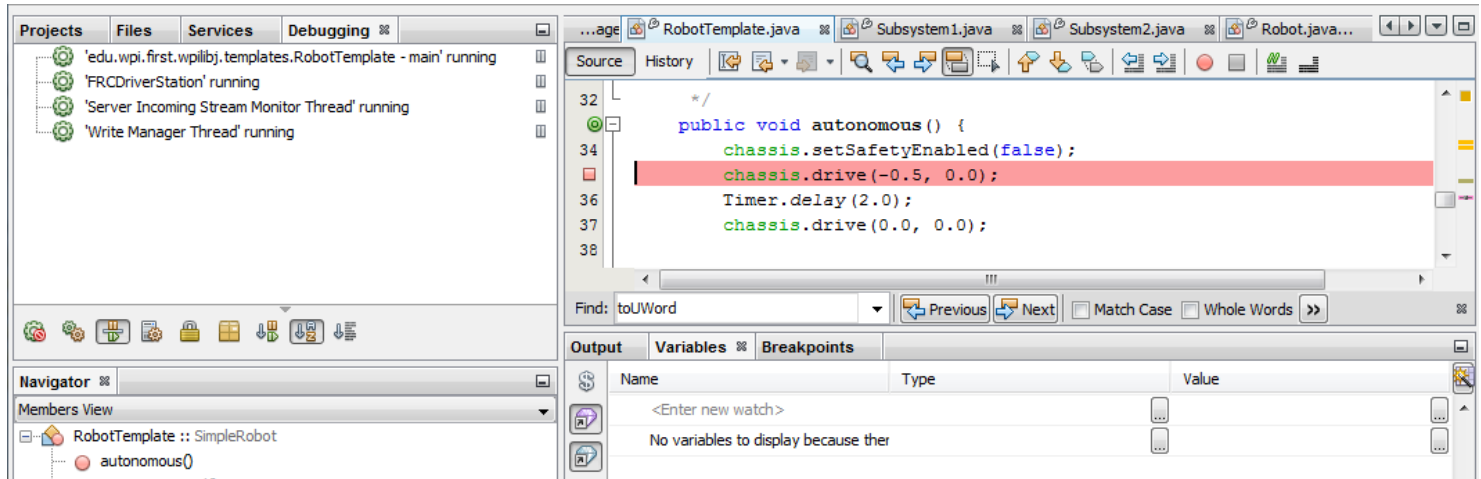 Projects Files Services Debugging
'edu.wpi.first.wpilibj.templates.RobotTemplate - main' running
'FRCDriverStation' running
'Server Incoming Stream Monitor Thread' running
'Write Manager Thread' running
Navigator
Members View
RobotTemplate :: SimpleRobot
autonomous()
...age RobotTemplate.java Subsystem1.java Subsystem2.java Robot.java...
Source History
32 */
public void autonomous() {
34 chassis.setSafetyEnabled(false);
chassis.drive(-0.5, 0.0);
36 Timer.delay(2.0);
37 chassis.drive(0.0, 0.0);
38
Find: toUWord Previous Next Match Case Whole Words
Output Variables Breakpoints
Name Type Value
<Enter new watch> ... ...
No variables to display because ther ... ...